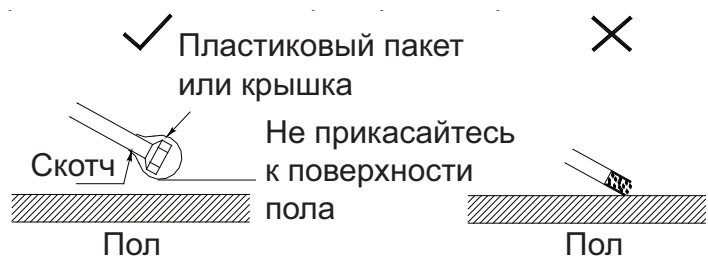 Пластиковый пакет
или крышка
Скотч
Не прикасайтесь
к поверхности
пола
Пол
Пол